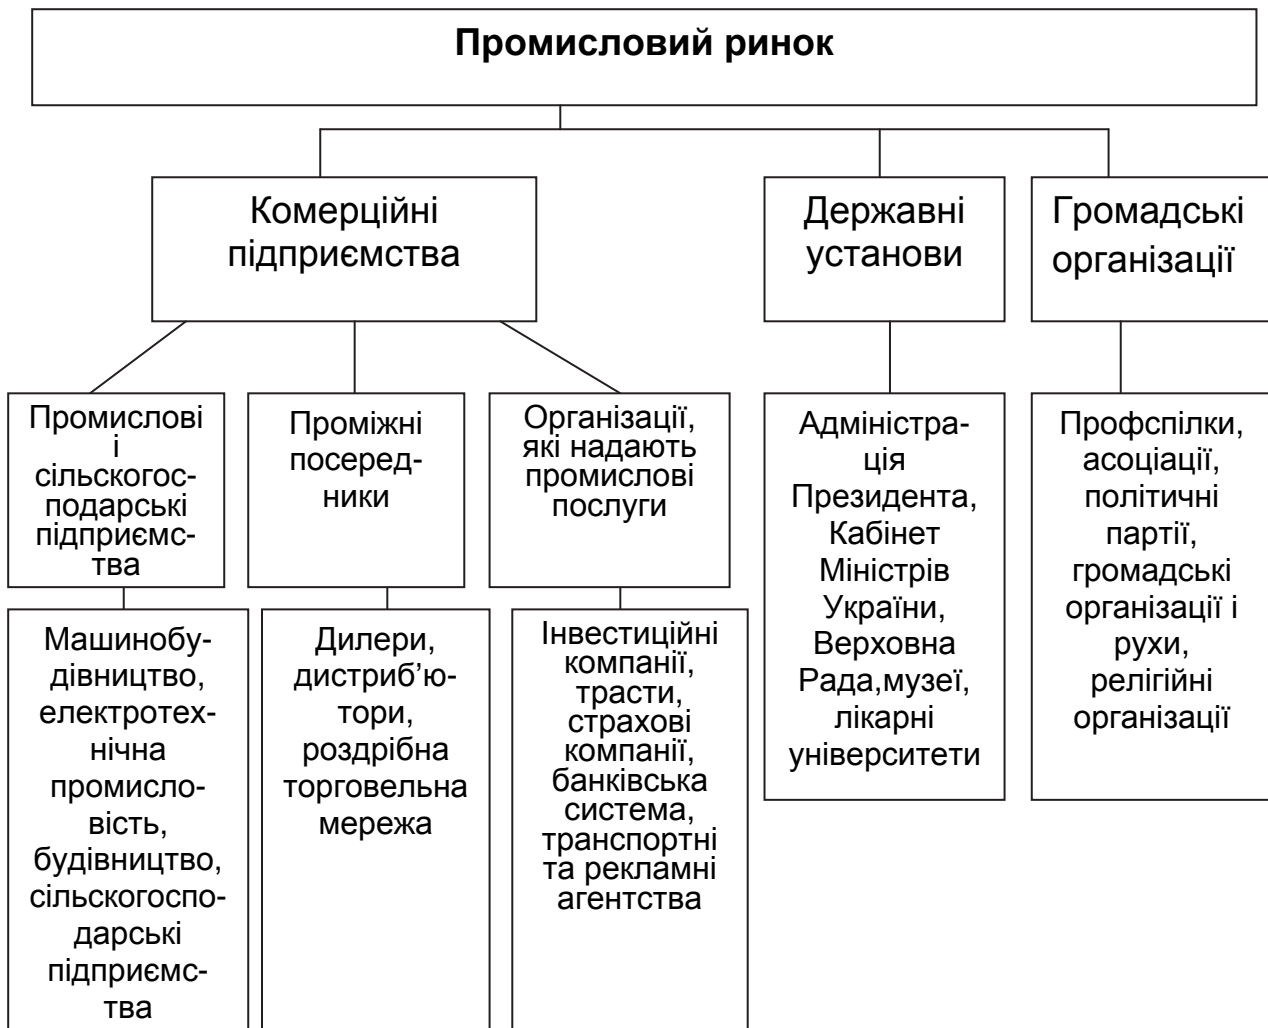 Промисловий ринок
Комерційні
підприємства
Державні
установи
Громадські
організації
Промислові
і
сільскогос-
подарські
підприємс-
тва
Проміжні
посеред-
ники
Організації,
які надають
промислові
послуги
Адміністра-
ція
Президента,
Кабінет
Міністрів
України,
Верховна
Рада,музеї,
лікарні
університети
Профспілки,
асоціації,
політичні
партії,
громадські
організації і
рухи,
релігійні
організації
Машинобу-
дівництво,
електротех-
нічна
промисло-
вість,
будівництво,
сільскогоспо-
дарські
підприємс-
тва
Дилери,
дистриб’ю-
тори,
роздрібна
торговельна
мережа
Інвестиційні
компанії,
трасти,
страхові
компанії,
банківська
система,
транспортні
та рекламні
агентства